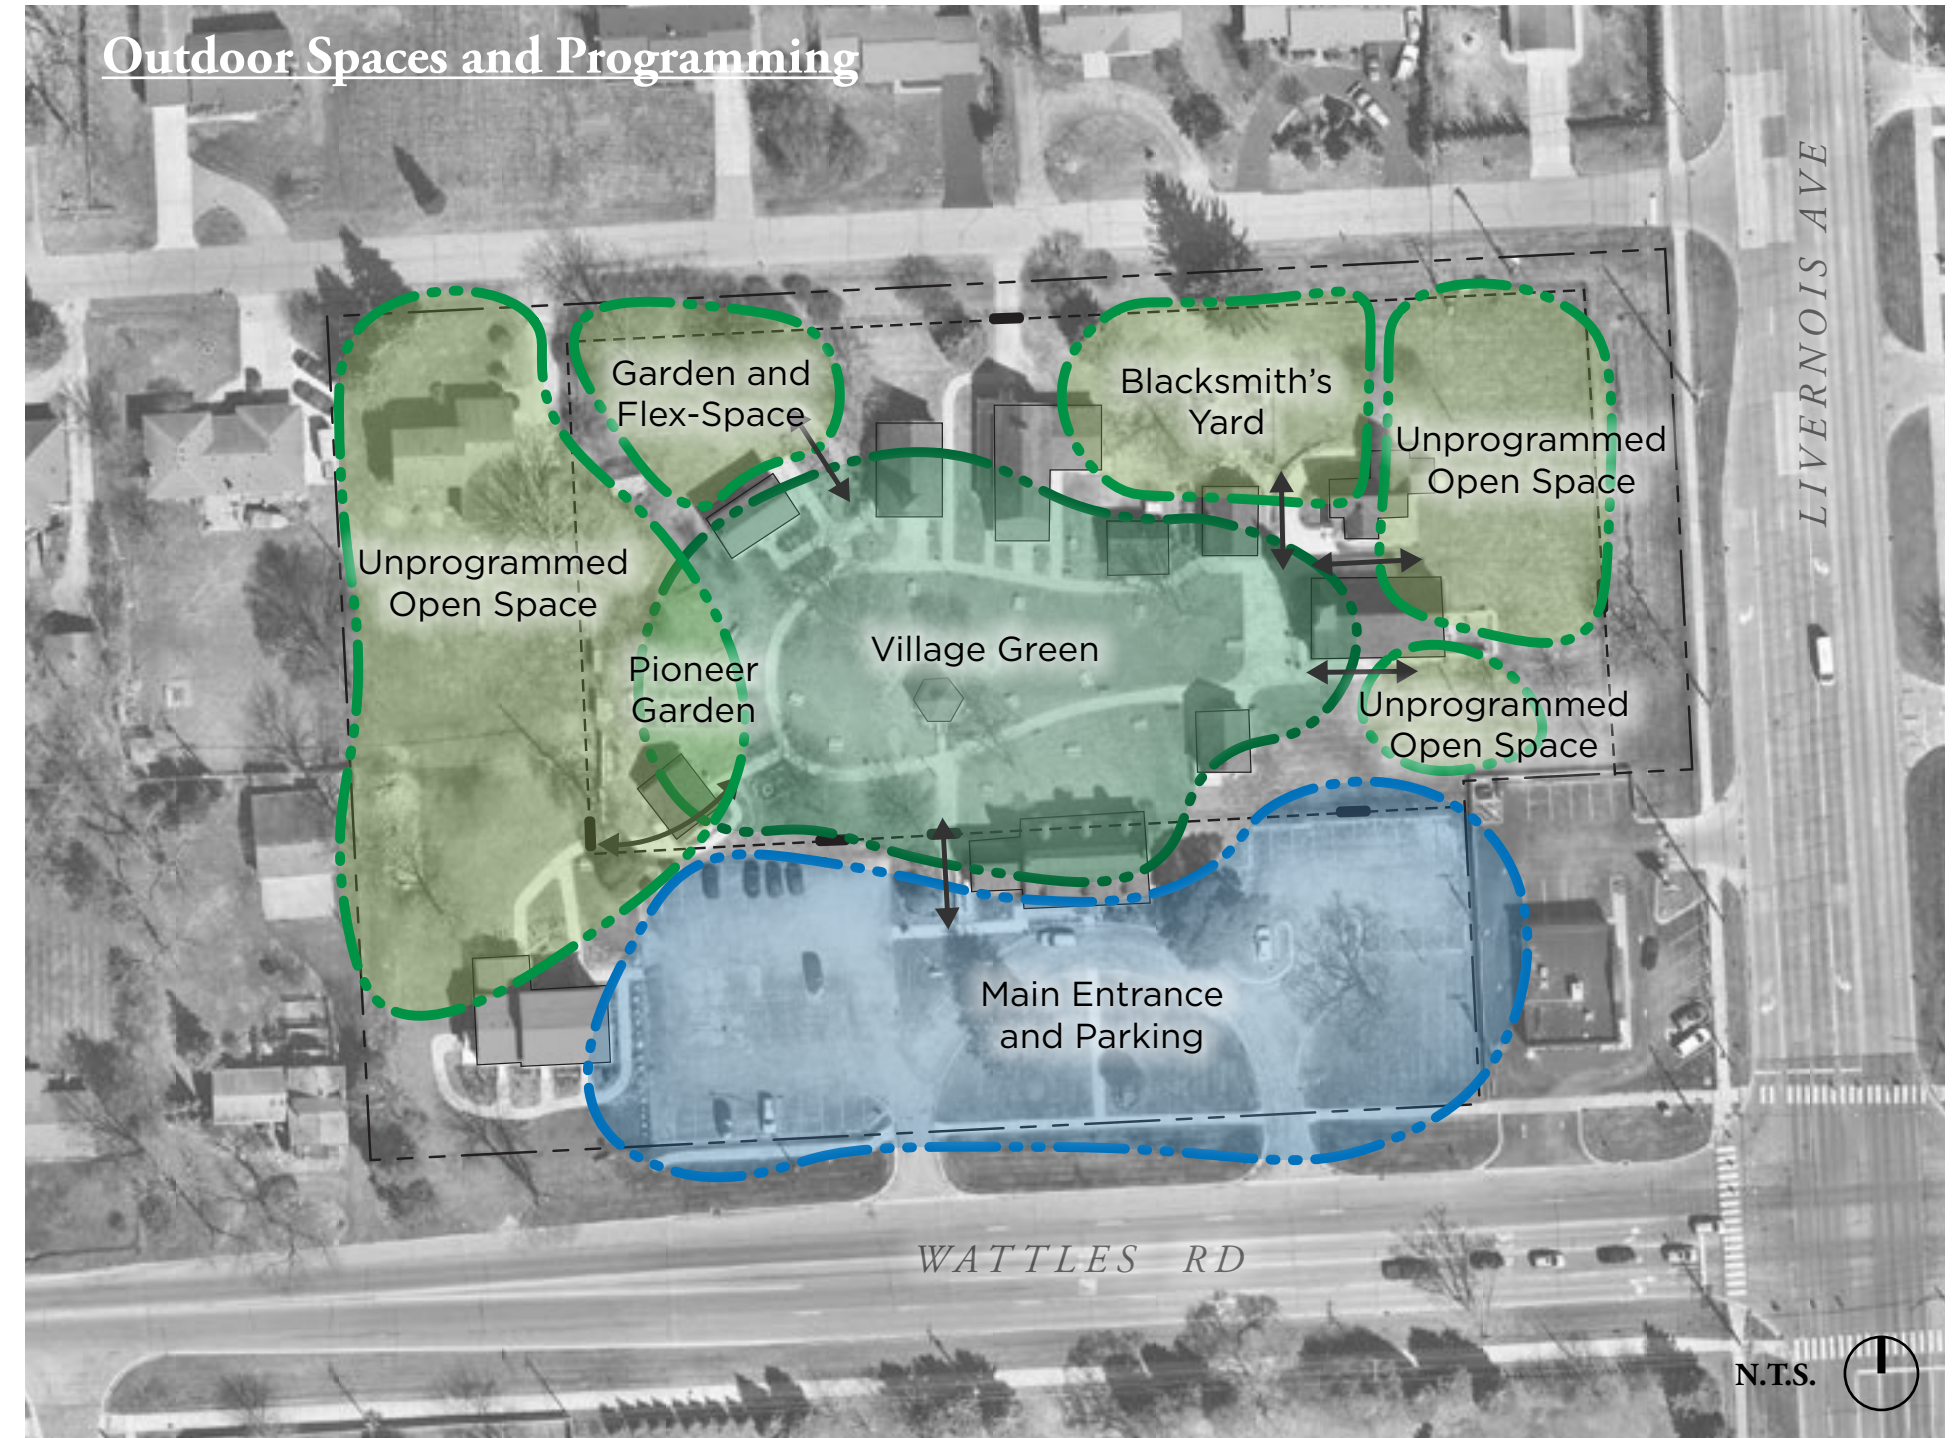 Outdoor Spaces and Programming
LIVERNOIS AVE
Garden and
Flex-Space
Blacksmith's
Yard
Unprogrammed
Open Space
Unprogrammed
Open Space
Village Green
Pioneer
Garden
Unprogrammed
Open Space
Main Entrance
and Parking
WATTLES RD
N.T.S.